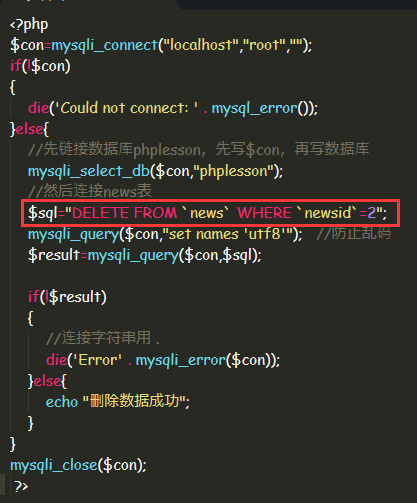 <?php
$con=mysqli_connect("localhost","root","");
if(!$con)
{
die('Could not connect: ' . mysql_error());
}else{
//先链接数据库phplesson，先写$con，再写数据库
mysqli_select_db($con,"phplesson");
//然后连接news表
$sql="DELETE FROM `news` WHERE `newsid`=2";
mysqli_query($con,"set names 'utf8'"); //防止乱码
$result=mysqli_query($con,$sql);
if(!$result)
{
//连接字符串用 .
die('Error' . mysqli_error($con));
}else{
echo "删除数据成功";
}
}
mysqli_close($con);
?>